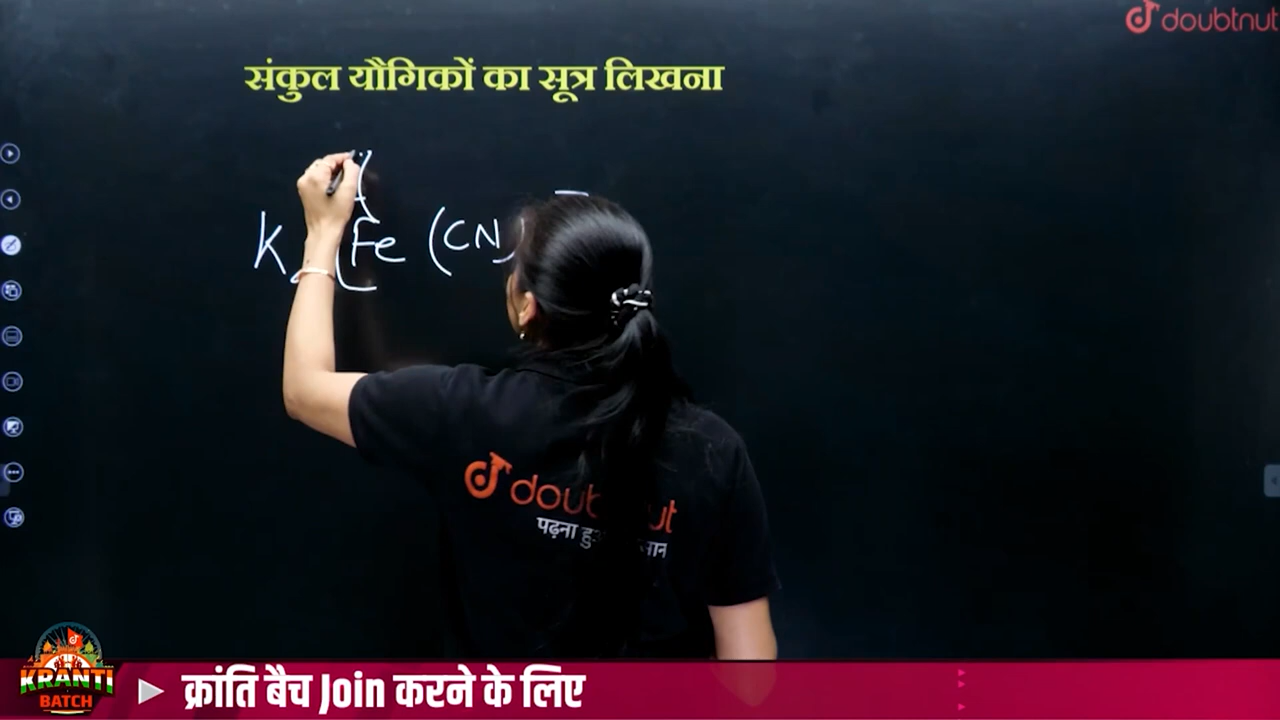 doubtnut
संकुल यौगिकों का सूत्र लिखना
K [Fe (CN)
doubtnut
पढ़ना
KRANTI
BATCH
क्रांति बैच Join करने के लिए